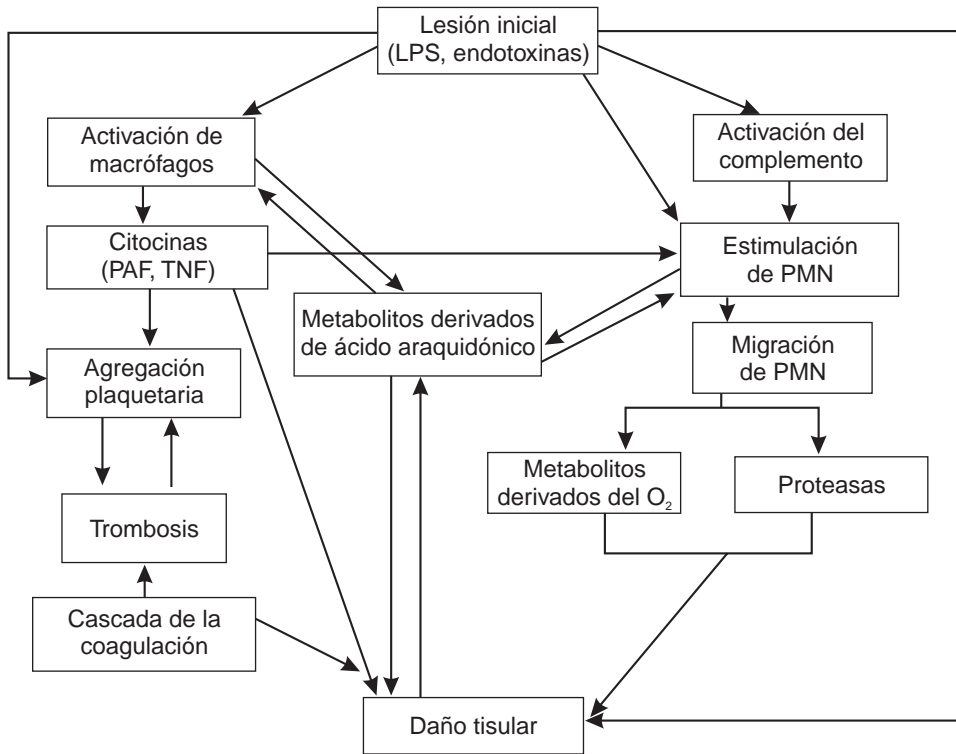 Lesión inicial
(LPS, endotoxinas)
Activación de
macrófagos
Activación del
complemento
Citocinas
(PAF, TNF)
Estimulación
de PMN
Metabolitos derivados
de ácido araquidónico
Migración
de PMN
Agregación
plaquetaria
Metabolitos
derivados del O₂
Proteasas
Trombosis
Cascada de la
coagulación
Daño tisular